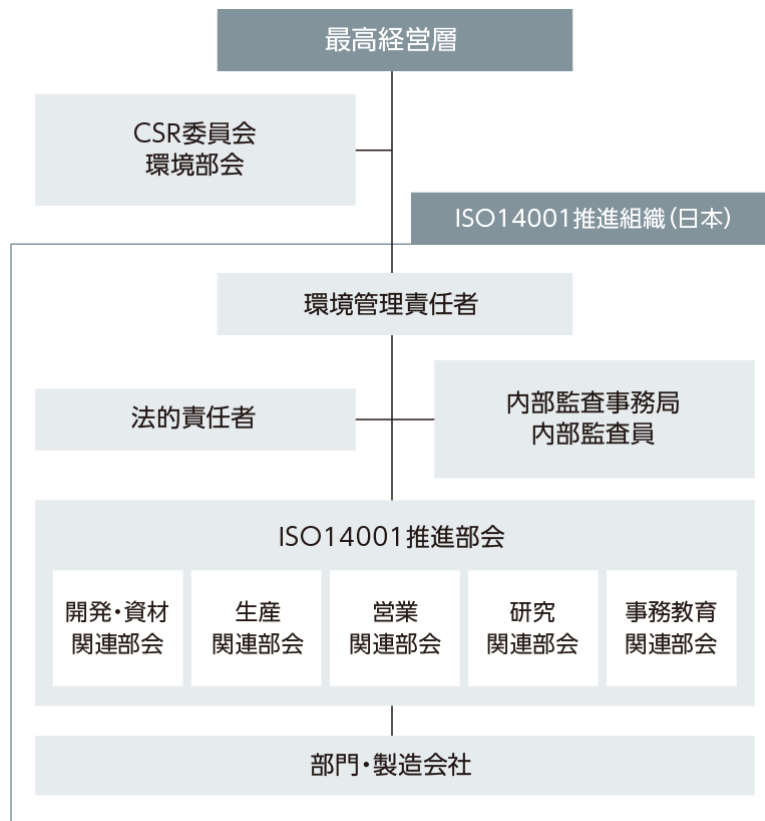 最高経営層
CSR委員会
環境部会
ISO14001推進組織(日本)
環境管理責任者
法的責任者
内部監査事務局
内部監査員
ISO14001推進部会
開発・資材
関連部会
生産
関連部会
営業
関連部会
研究
関連部会
事務教育
関連部会
部門・製造会社